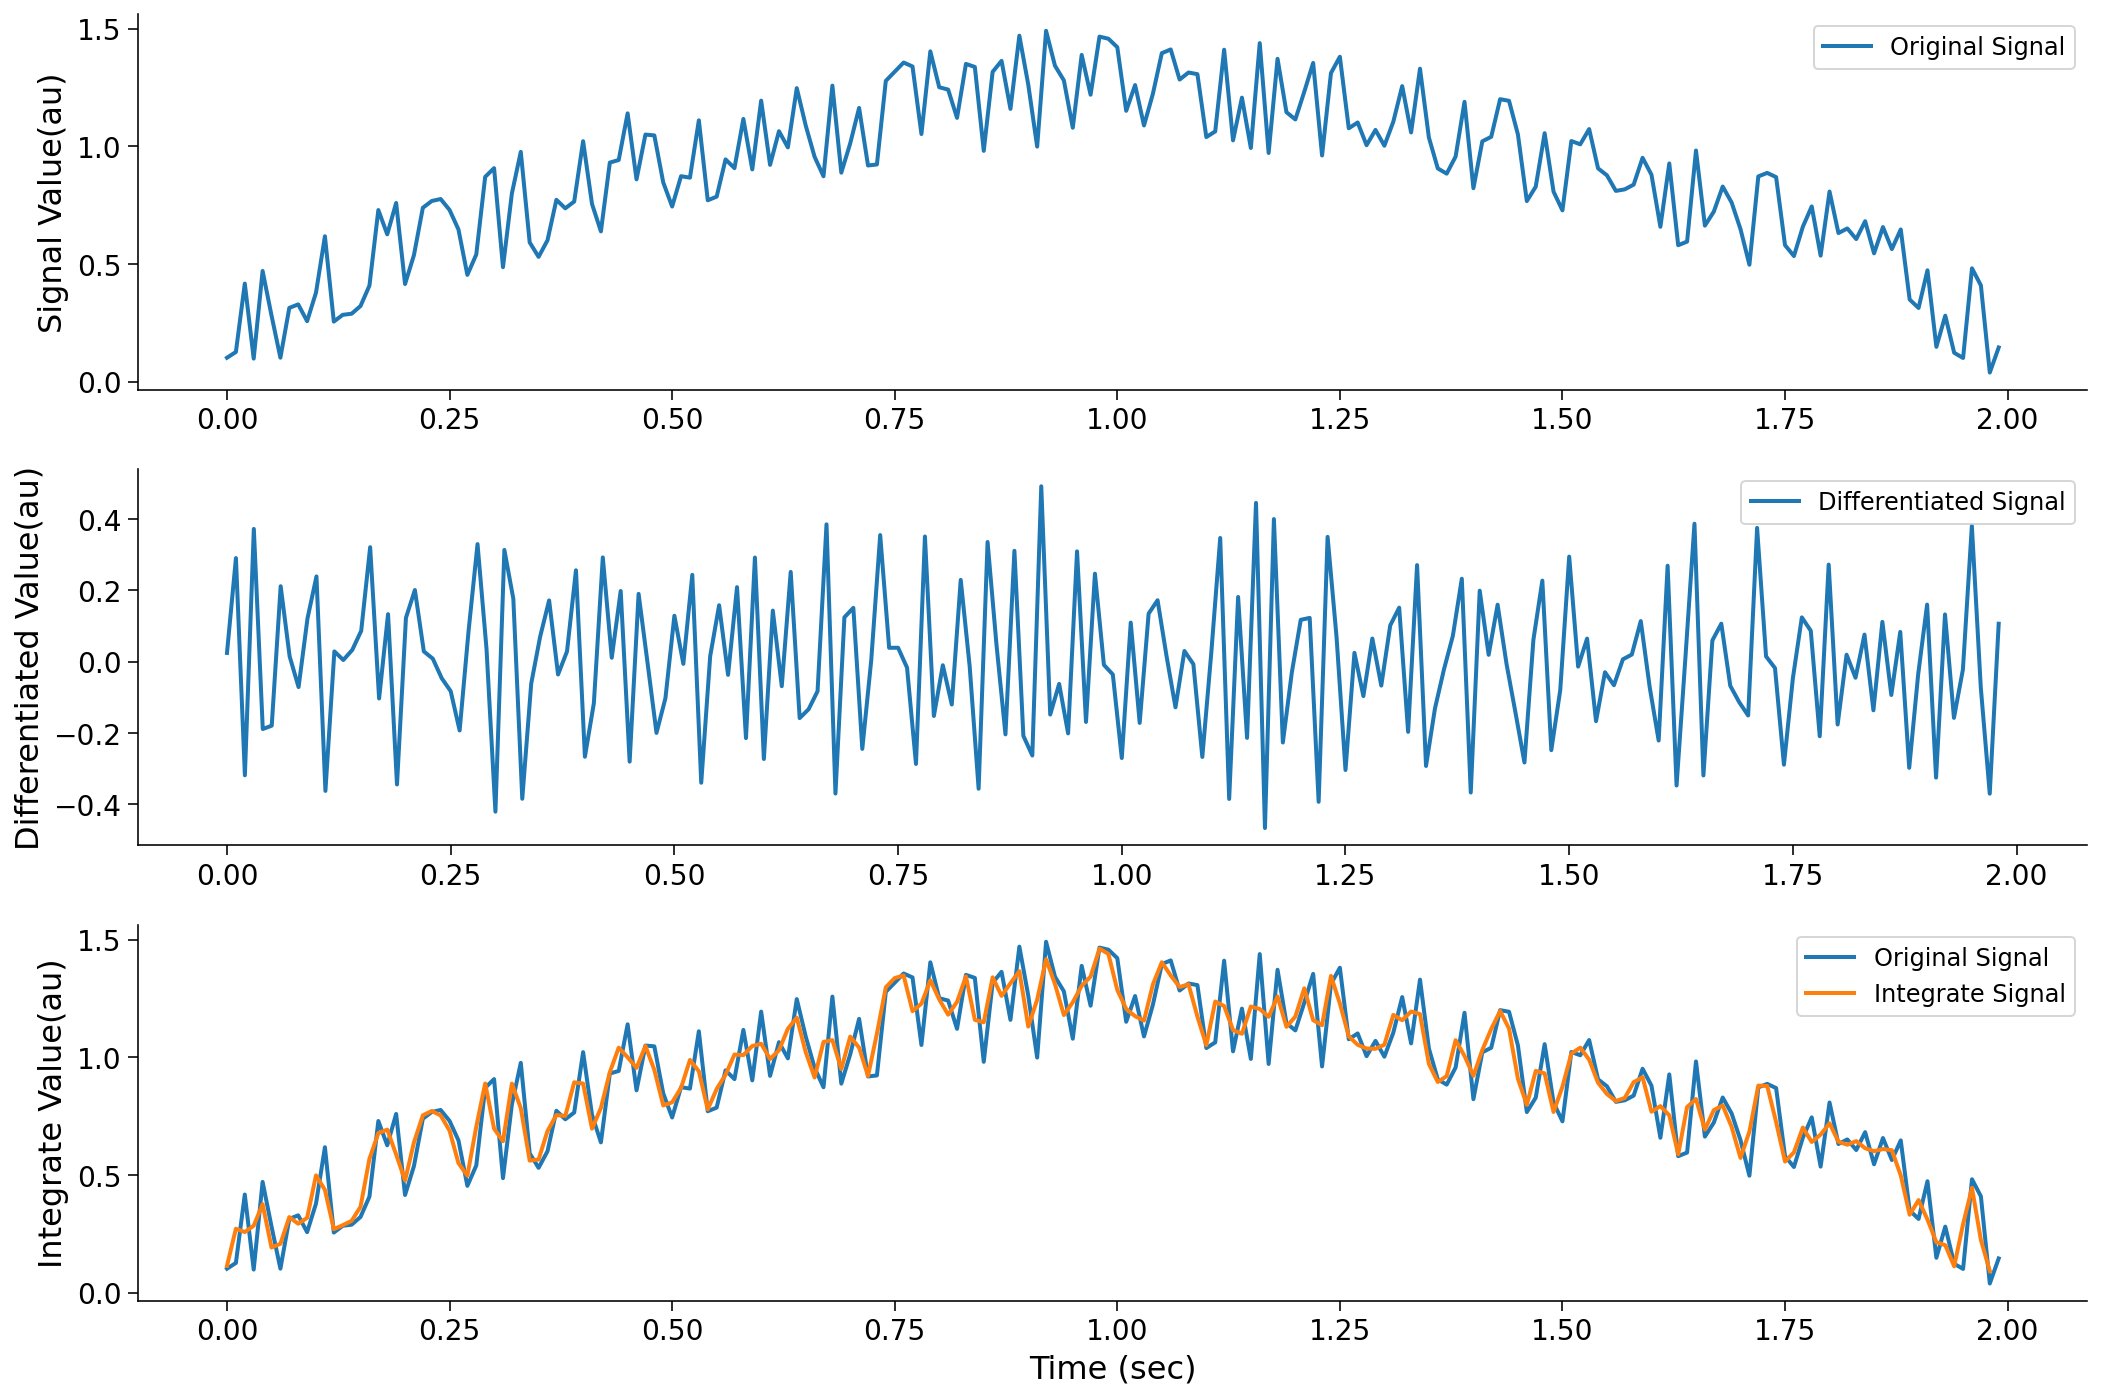 Signal Value(au)
1.5
1.0
0.5
0.0
Original Signal
0.00 0.25 0.50 0.75 1.00 1.25 1.50 1.75 2.00
Differentiated Value(au)
0.4
0.2
0.0
−0.2
−0.4
Differentiated Signal
0.00 0.25 0.50 0.75 1.00 1.25 1.50 1.75 2.00
Integrate Value(au)
1.5
1.0
0.5
0.0
Original Signal
Integrate Signal
0.00 0.25 0.50 0.75 1.00 1.25 1.50 1.75 2.00
Time (sec)